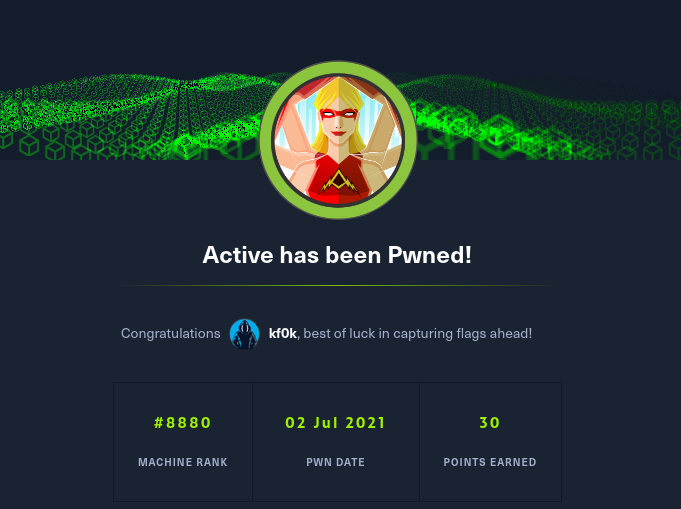 Active has been Pwned!
Congratulations kf0k, best of luck in capturing flags ahead!
#8880 02 Jul 2021 30
MACHINE RANK PWN DATE POINTS EARNED